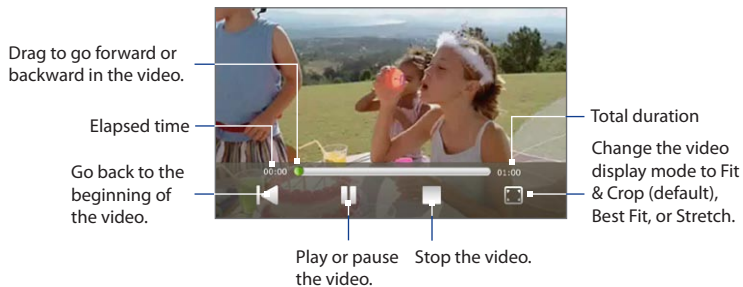 Drag to go forward or
backward in the video.
Elapsed time
Go back to the
beginning of
the video.
00:00
01:00
Total duration
Change the video
display mode to Fit
& Crop (default),
Best Fit, or Stretch.
Play or pause
the video.
Stop the video.